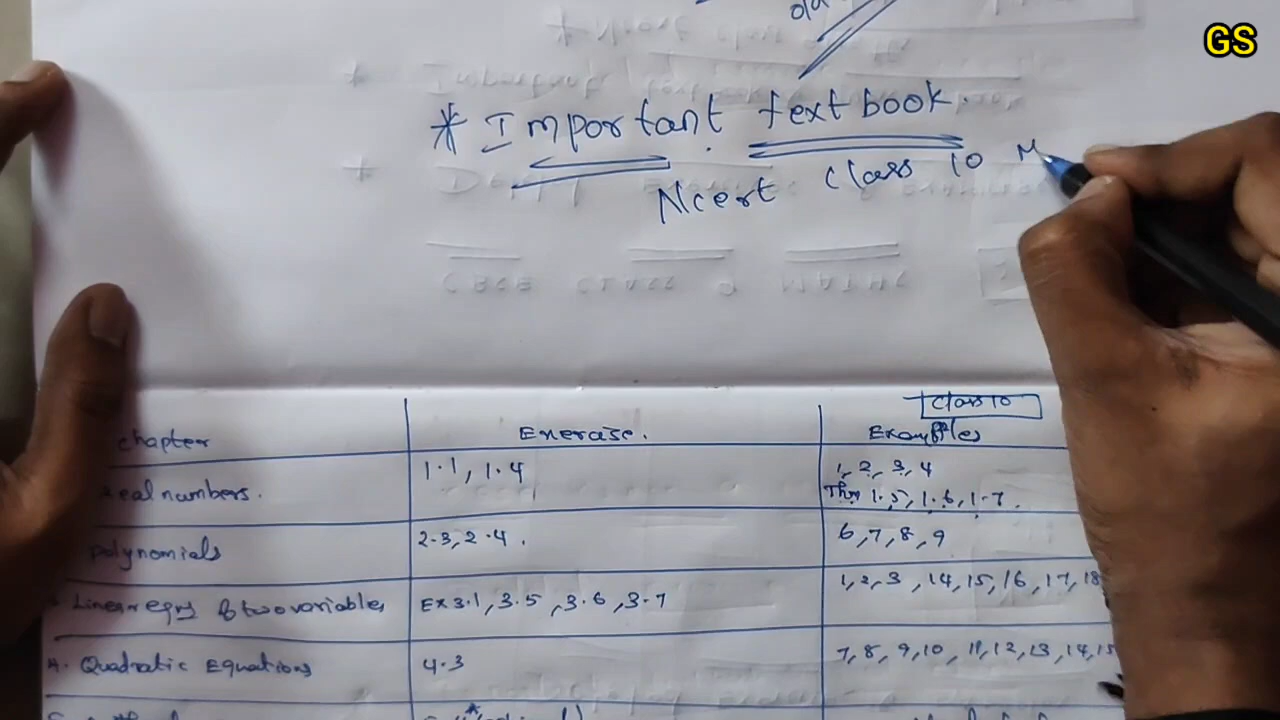 GS
* Important textbook.
Ncert class 10 M
class 10
chapter Exercise. Examples
Real numbers. 1.1, 1.4 1, 2, 3, 4
Thm 1.5, 1.6, 1.7.
polynomials 2.3, 2.4. 6, 7, 8, 9
Linear eqns of two variables Ex 3.1, 3.5, 3.6, 3.7 1, 2, 3, 14, 15, 16, 17, 18
4. Quadratic Equations 4.3 7, 8, 9, 10, 11, 12, 13, 14, 15